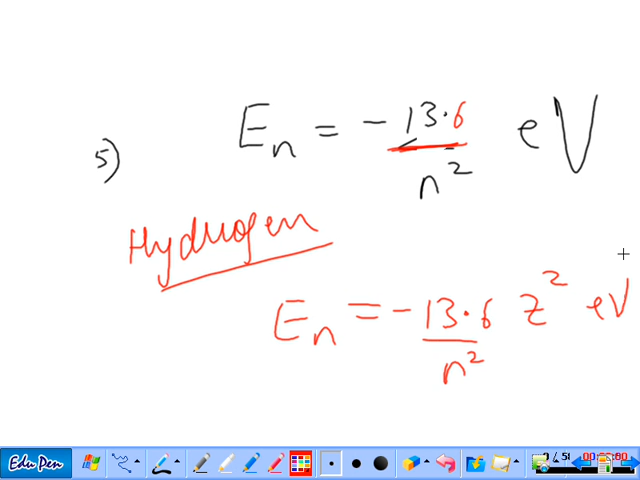 5) En = - 13.6 / n² eV
Hydrogen
En = - 13.6 / n² z² eV
Edu Pen